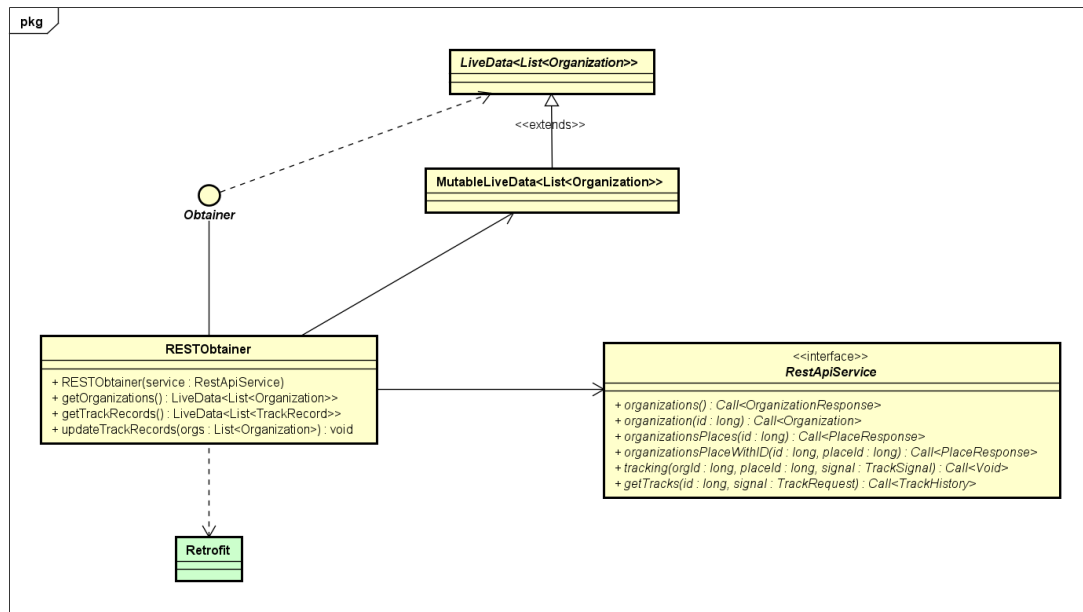 pkg
LiveData<List<Organization>>
<<extends>>
MutableLiveData<List<Organization>>
Obtainer
RESTObtainer
+ RESTObtainer(service : RestApiService)
+ getOrganizations() : LiveData<List<Organization>>
+ getTrackRecords() : LiveData<List<TrackRecord>>
+ updateTrackRecords(orgs : List<Organization>) : void
<<interface>>
RestApiService
+ organizations() : Call<OrganizationResponse>
+ organization(id : long) : Call<Organization>
+ organizationsPlaces(id : long) : Call<PlaceResponse>
+ organizationsPlaceWithID(id : long, placeId : long) : Call<PlaceResponse>
+ tracking(orgId : long, placeId : long, signal : TrackSignal) : Call<Void>
+ getTracks(id : long, signal : TrackRequest) : Call<TrackHistory>
Retrofit